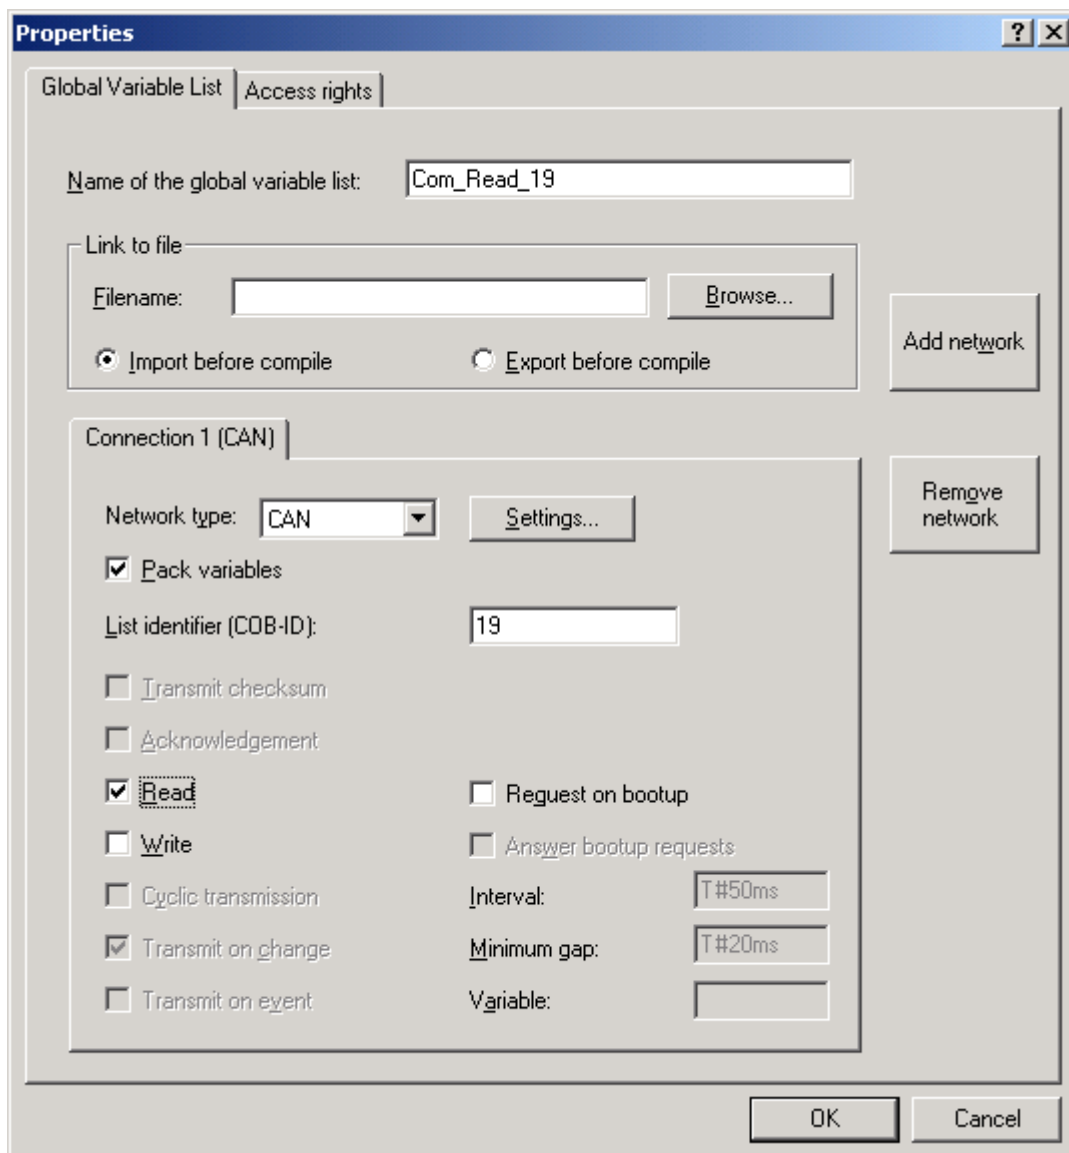 Properties
Global Variable List Access rights
Name of the global variable list: Com_Read_19
Link to file
Filename: Browse...
Import before compile Export before compile
Add network
Connection 1 (CAN)
Network type: CAN Settings...
Remove
network
Pack variables
List identifier (COB-ID): 19
Transmit checksum
Acknowledgement
Read Request on bootup
Write Answer bootup requests
Cyclic transmission Interval: T#50ms
Transmit on change Minimum gap: T#20ms
Transmit on event Variable:
OK Cancel